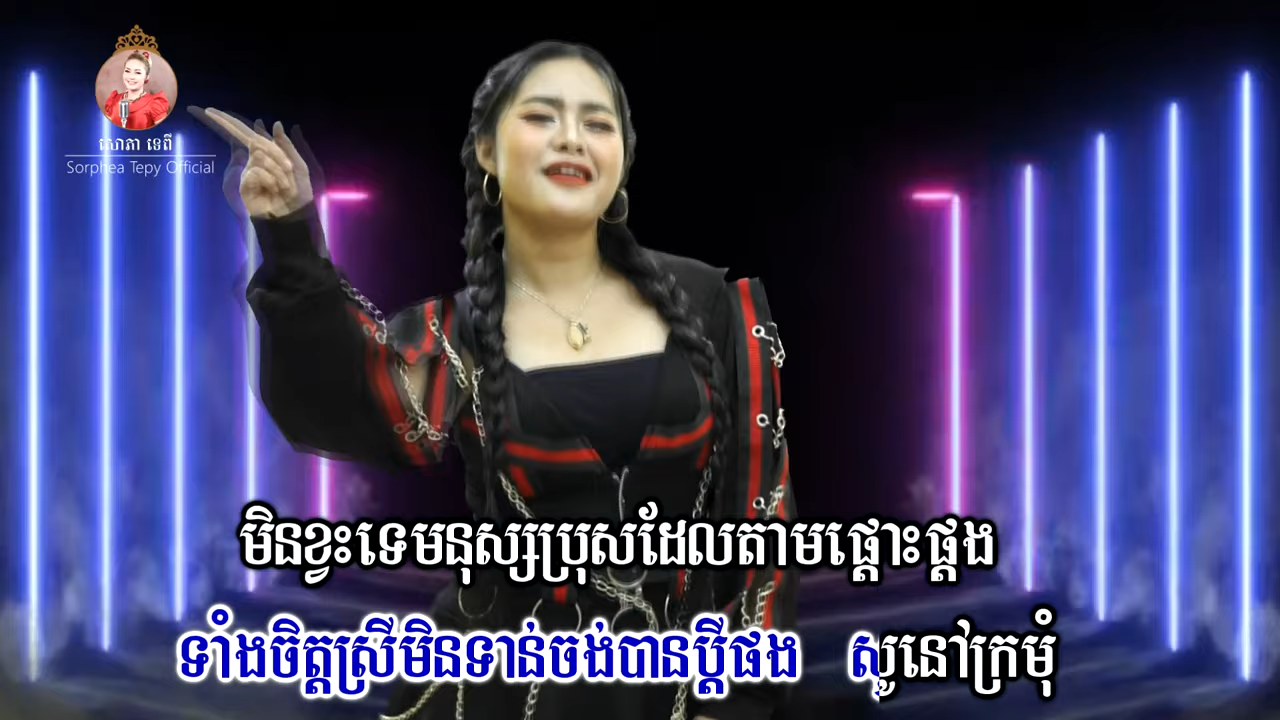 សោភា ទេពី
Sorphea Tepy Official
មិនខ្វះទេមនុស្សប្រុសដែលតាមផ្ដោះផ្ដង
ទាំងចិត្តស្រីមិនទាន់ចង់បានប្ដីផង សូនៅក្រមុំ